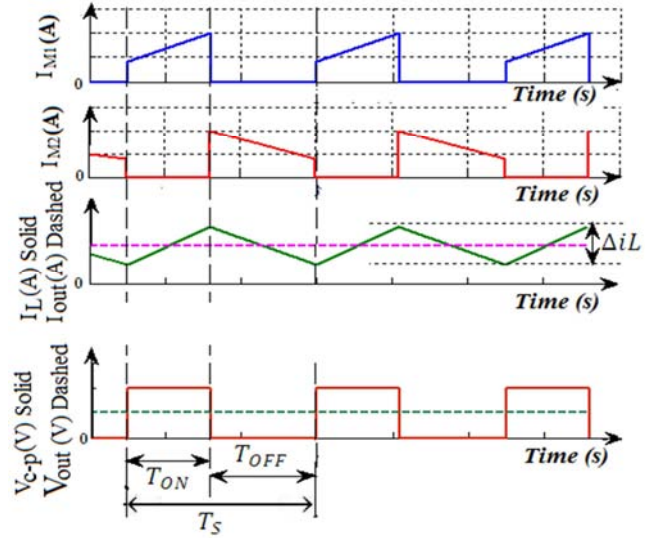 I_M1(A)
0
Time (s)
I_M2(A)
0
Time (s)
I_L(A) Solid
I_out(A) Dashed
0
ΔiL
Time (s)
V_c-p(V) Solid
V_out (V) Dashed
0
Time (s)
T_ON
T_OFF
T_S